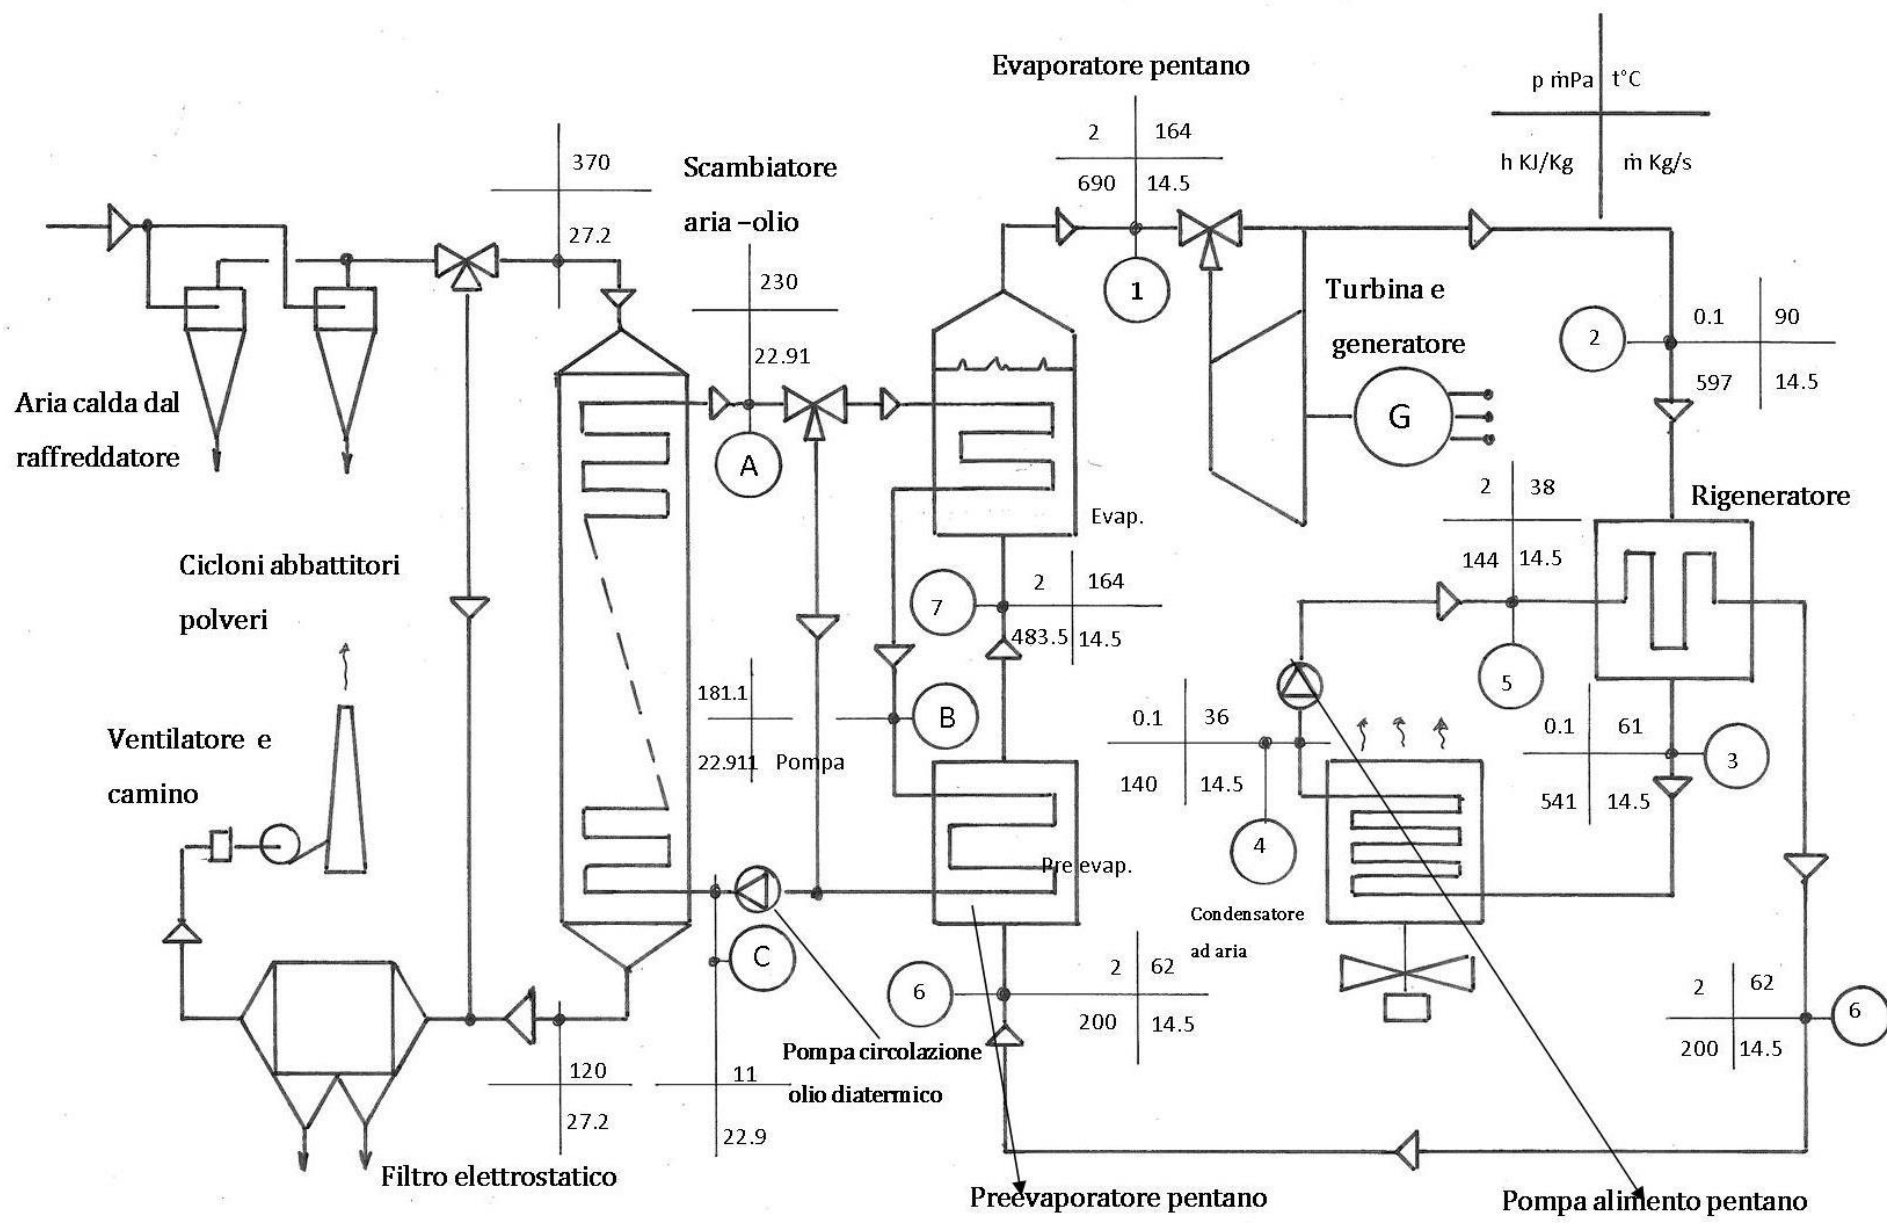 Evaporatore pentano
p ṁPa t°C
h KJ/Kg ṁ Kg/s
2 164
690 14.5
370
27.2
Scambiatore
aria –olio
230
22.91
1
Turbina e
generatore
G
2
0.1 90
597 14.5
Aria calda dal
raffreddatore
A
Evap.
2 38
144 14.5
Rigeneratore
Cicloni abbattitori
polveri
7
2 164
483.5 14.5
5
181.1
22.911
B
Pompa
0.1 36
140 14.5
0.1 61
541 14.5
3
Ventilatore e
camino
4
Pre evap.
Condensatore
ad aria
C
6
2 62
200 14.5
2 62
200 14.5
6
Pompa circolazione
olio diatermico
120
27.2
11
22.9
Filtro elettrostatico
Preevaporatore pentano
Pompa alimento pentano